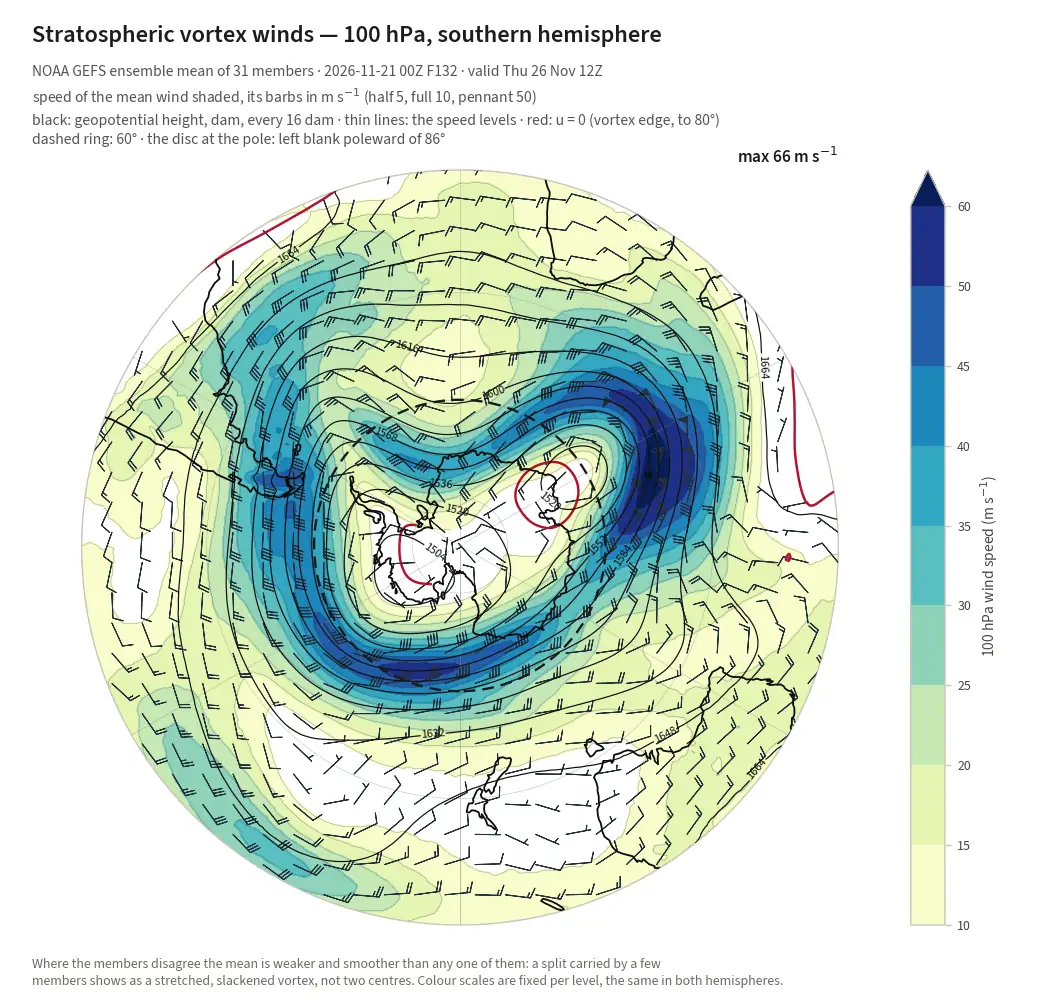 Stratospheric vortex winds — 100 hPa, southern hemisphere
NOAA GEFS ensemble mean of 31 members · 2026-11-21 00Z F132 · valid Thu 26 Nov 12Z
speed of the mean wind shaded, its barbs in m s⁻¹ (half 5, full 10, pennant 50)
black: geopotential height, dam, every 16 dam · thin lines: the speed levels · red: u = 0 (vortex edge, to 80°)
dashed ring: 60° · the disc at the pole: left blank poleward of 86°
max 66 m s⁻¹
1664
1616
1664
1600
1568
1536
1520
1520
1504
1552
1584
1632
1648
1664
60
50
45
40
35
30
25
20
15
10
100 hPa wind speed (m s⁻¹)
Where the members disagree the mean is weaker and smoother than any one of them: a split carried by a few
members shows as a stretched, slackened vortex, not two centres. Colour scales are fixed per level, the same in both hemispheres.